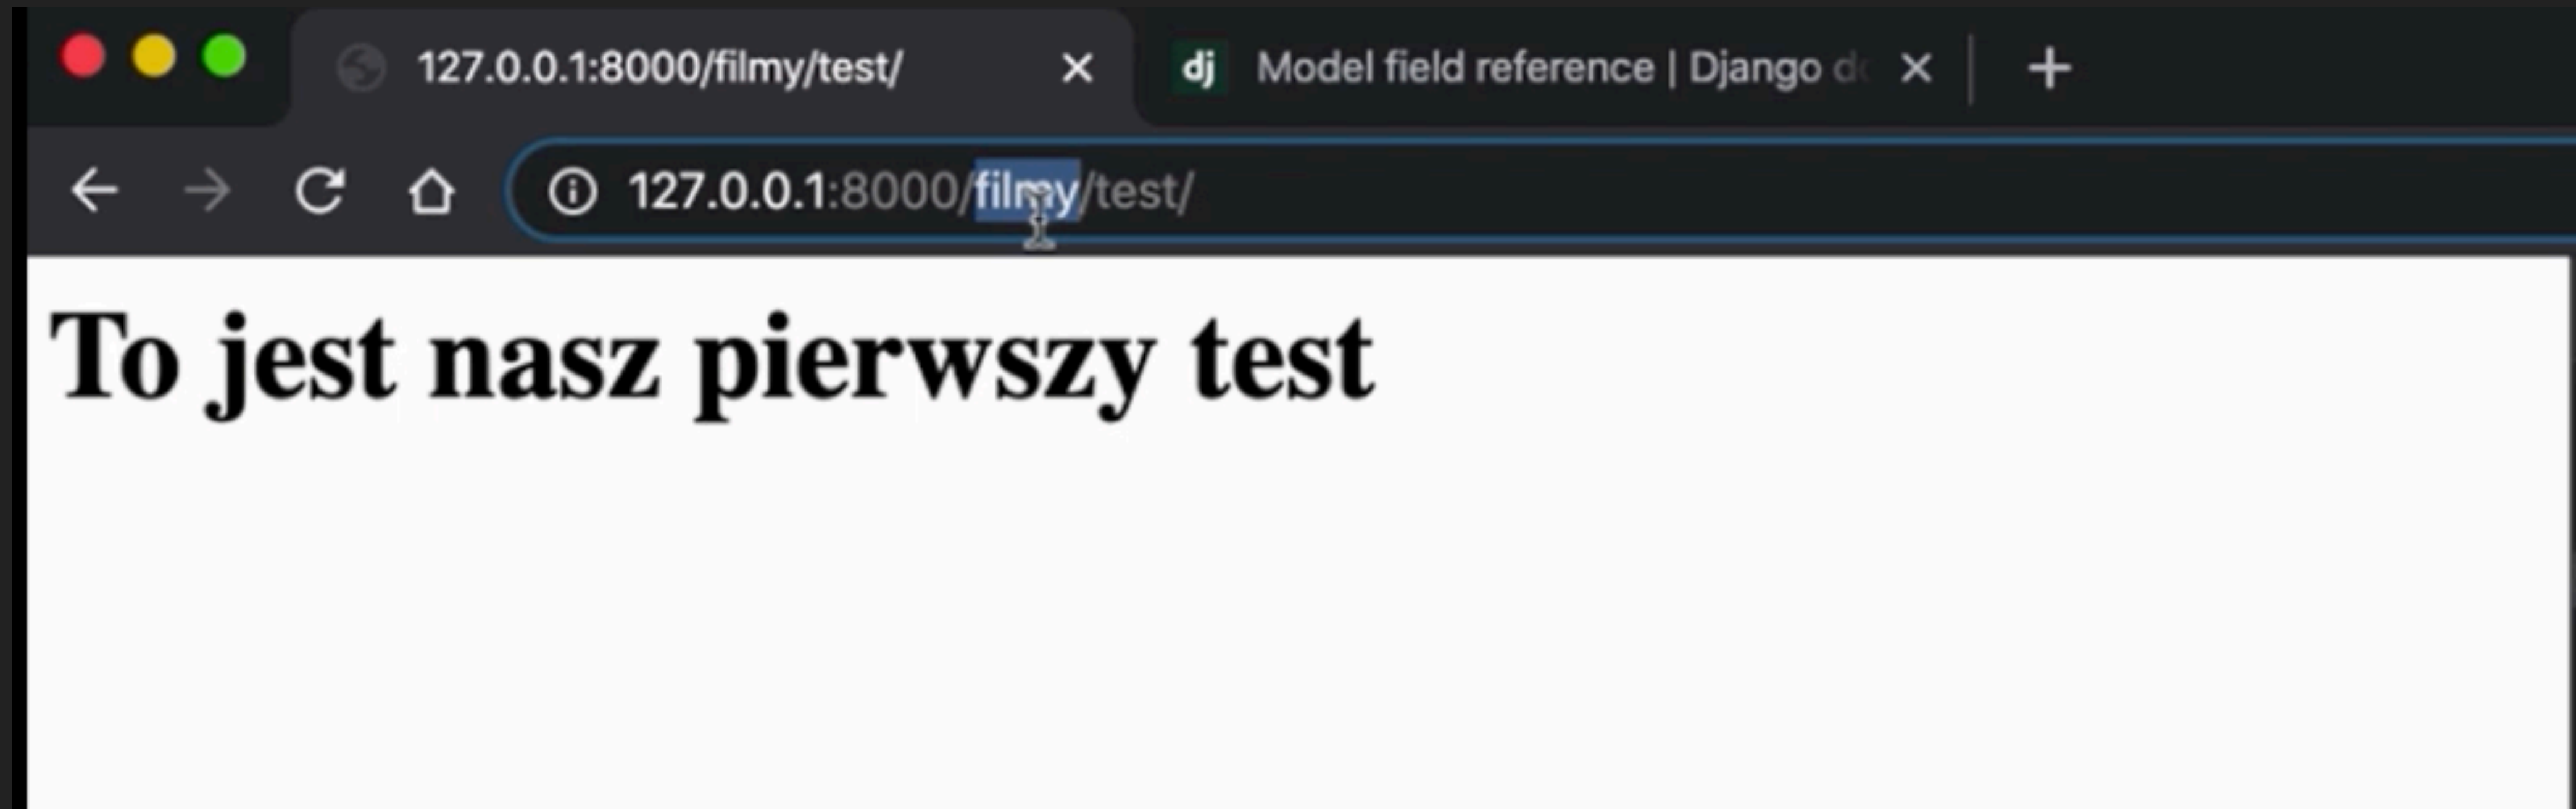 127.0.0.1:8000/filmy/test/
dj Model field reference | Django
127.0.0.1:8000/filmy/test/
To jest nasz pierwszy test